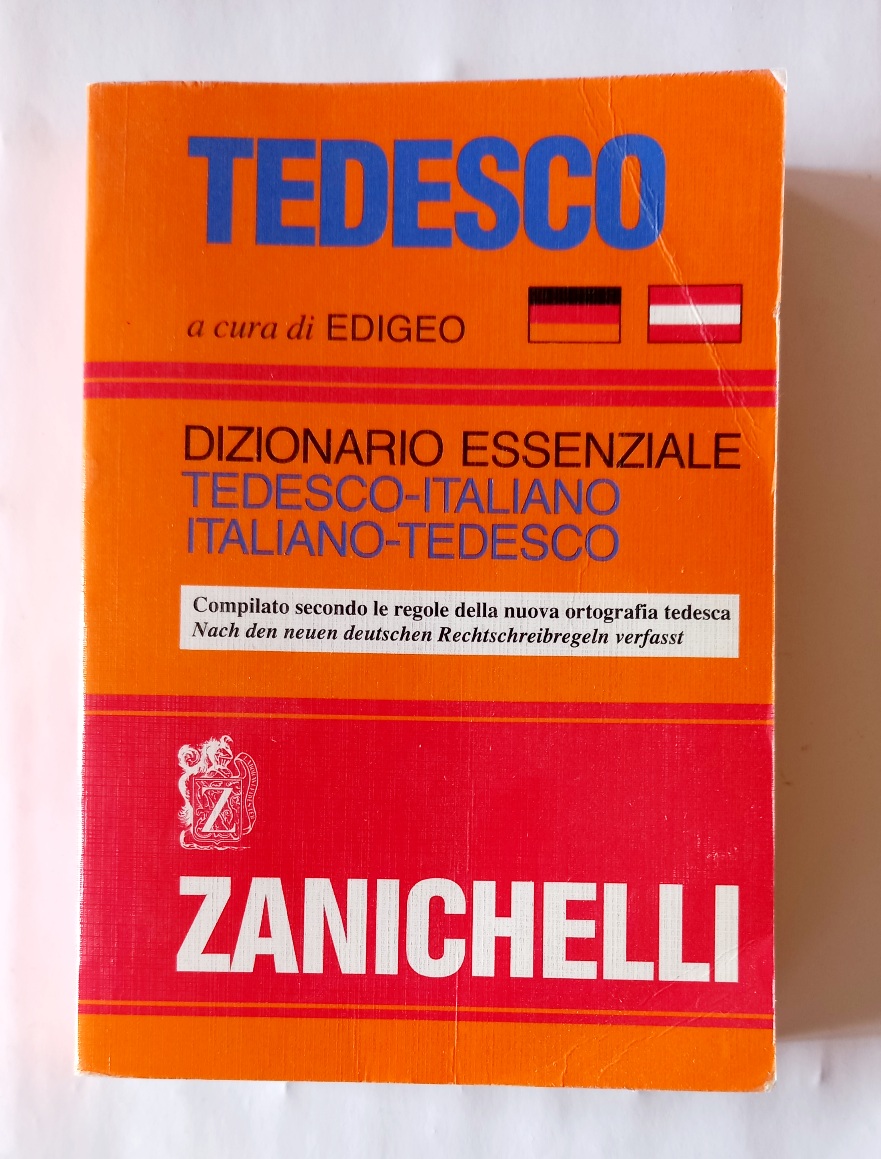 TEDESCO
a cura di EDIGEO
DIZIONARIO ESSENZIALE
TEDESCO-ITALIANO
ITALIANO-TEDESCO
Compilato secondo le regole della nuova ortografia tedesca
Nach den neuen deutschen Rechtschreibregeln verfasst
Z
ZANICHELLI